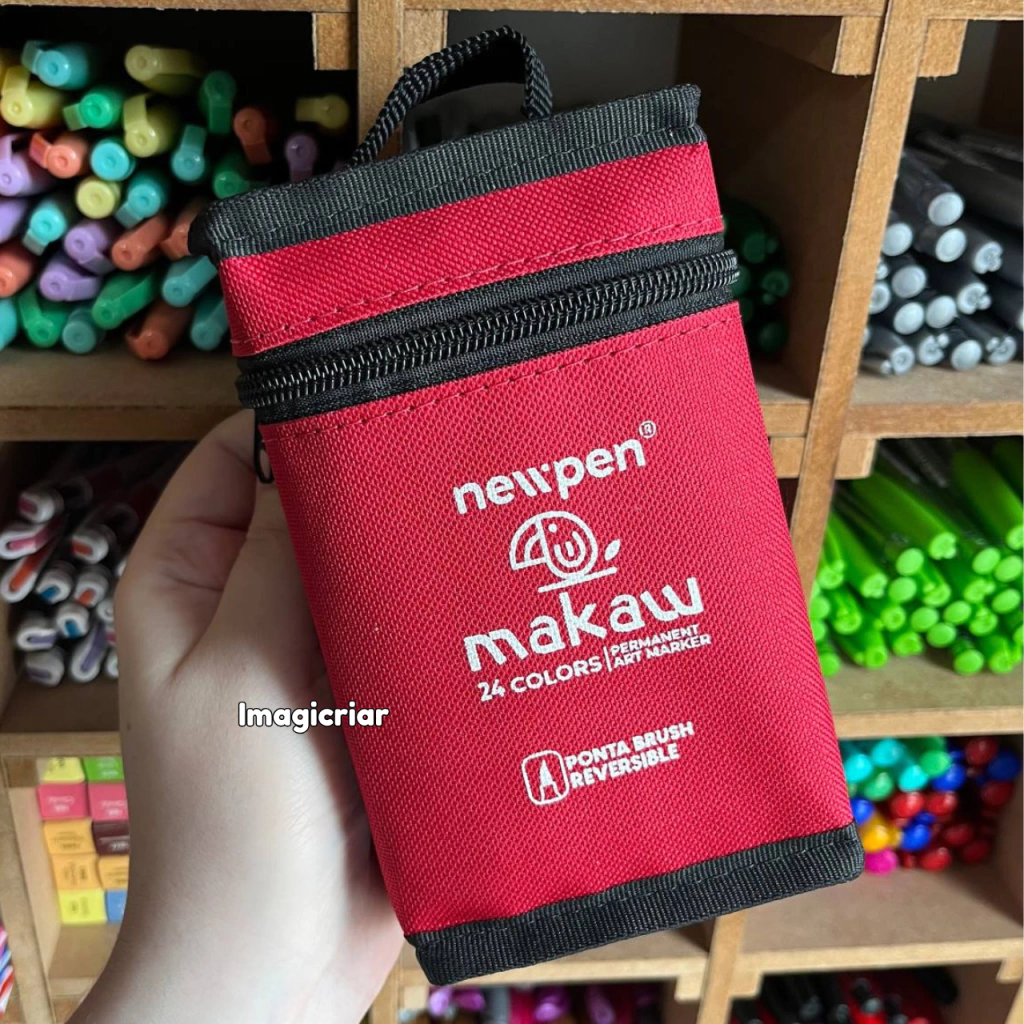 newpen®
makaw
24 COLORS | PERMANENT
ART MARKER
PONTA BRUSH
REVERSIBLE
Imagicriar